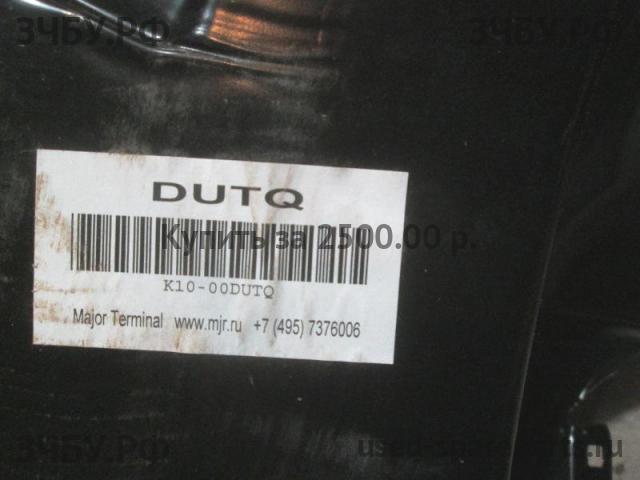 ЗЧБУ.РФ
ЗЧБУ.РФ
DUTQ
Купить за 2500.00 р.
K10-00DUTQ
Major Terminal www.mjr.ru +7 (495) 7376006
ЗЧБУ.РФ